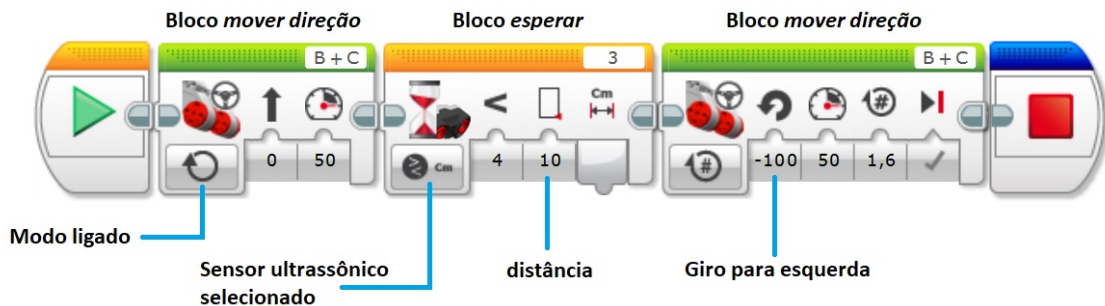 Bloco mover direção
Bloco esperar
Bloco mover direção
B + C
3
B + C
Cm
<
#
Cm
#
0
50
4
10
-100
50
1,6
Modo ligado
Sensor ultrassônico
selecionado
distância
Giro para esquerda